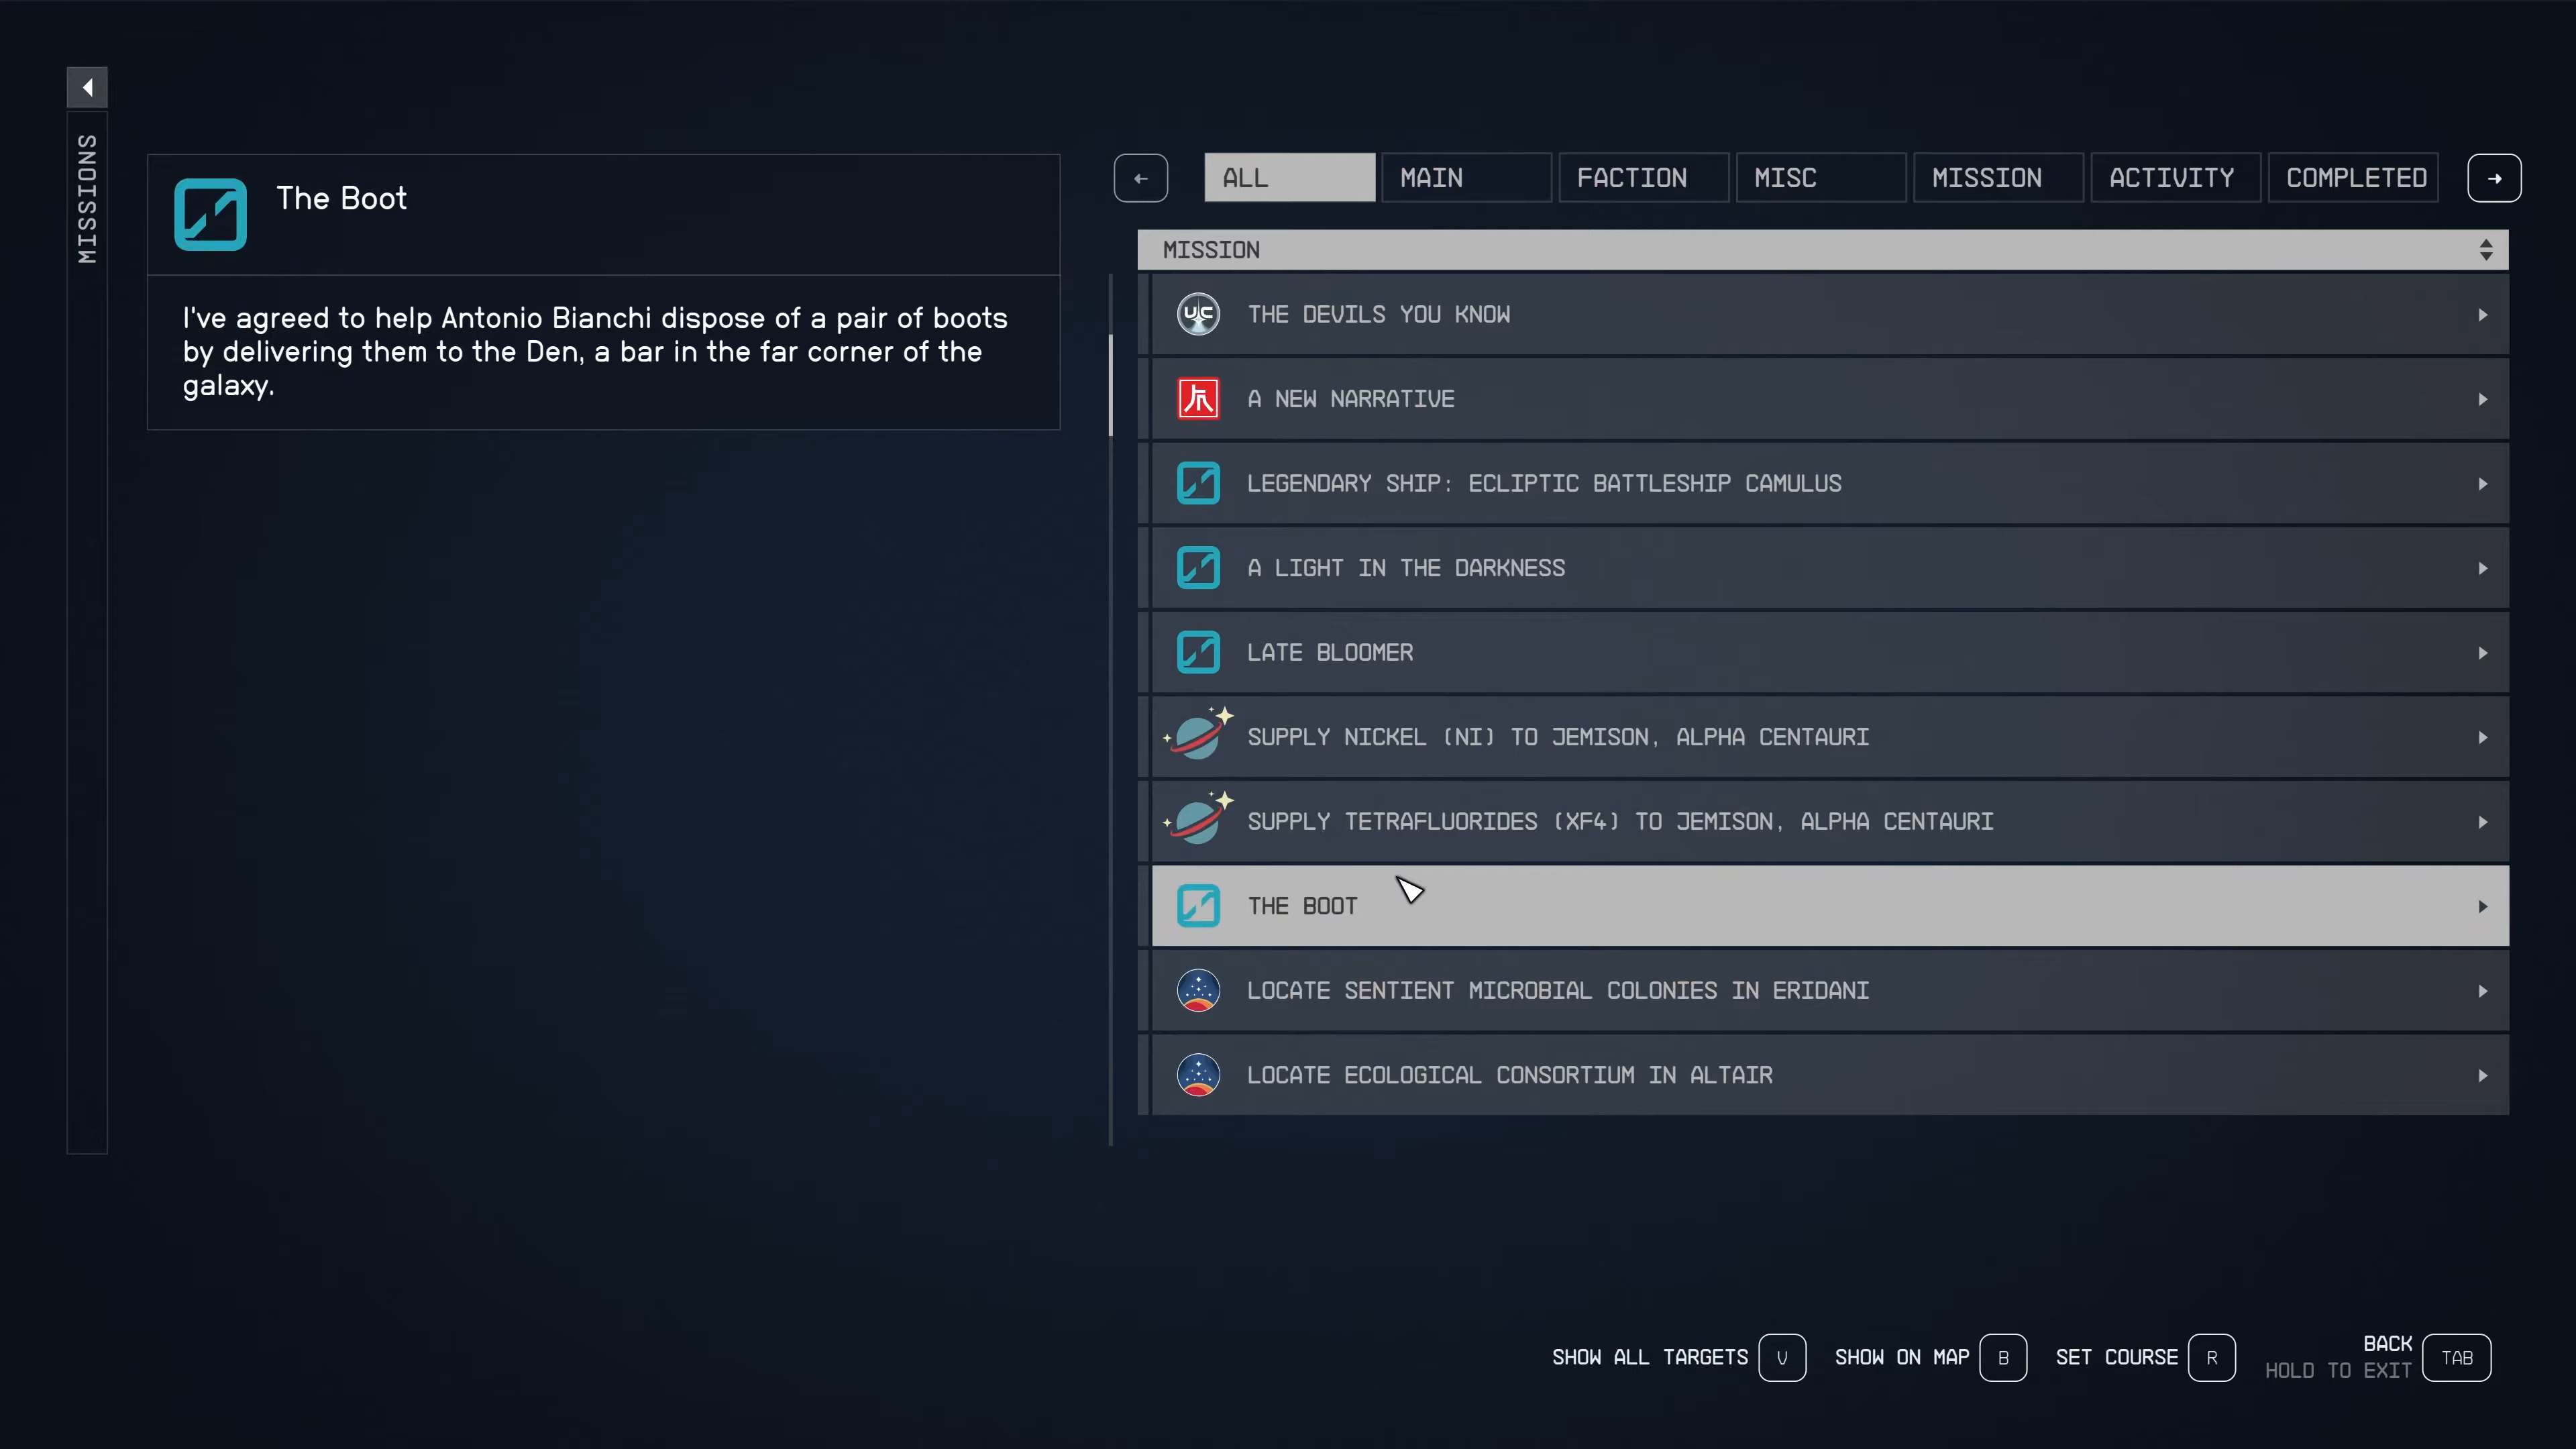 MISSIONS
The Boot
I've agreed to help Antonio Bianchi dispose of a pair of boots
by delivering them to the Den, a bar in the far corner of the
galaxy.
ALL
MAIN
FACTION
MISC
MISSION
ACTIVITY
COMPLETED
MISSION
UC
THE DEVILS YOU KNOW
A NEW NARRATIVE
LEGENDARY SHIP: ECLIPTIC BATTLESHIP CAMULUS
A LIGHT IN THE DARKNESS
LATE BLOOMER
SUPPLY NICKEL (NI) TO JEMISON, ALPHA CENTAURI
SUPPLY TETRAFLUORIDES (XF4) TO JEMISON, ALPHA CENTAURI
THE BOOT
LOCATE SENTIENT MICROBIAL COLONIES IN ERIDANI
LOCATE ECOLOGICAL CONSORTIUM IN ALTAIR
SHOW ALL TARGETS V
SHOW ON MAP B
SET COURSE R
BACK
HOLD TO EXIT
TAB